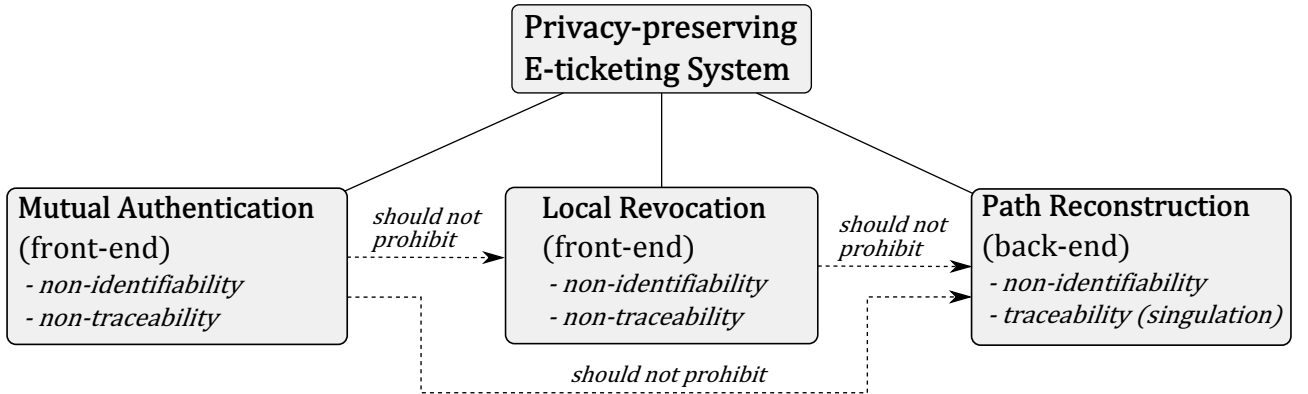 Privacy-preserving
E-ticketing System
Mutual Authentication
(front-end)
- non-identifiability
- non-traceability
should not
prohibit
Local Revocation
(front-end)
- non-identifiability
- non-traceability
should not
prohibit
Path Reconstruction
(back-end)
- non-identifiability
- traceability (singulation)
should not prohibit